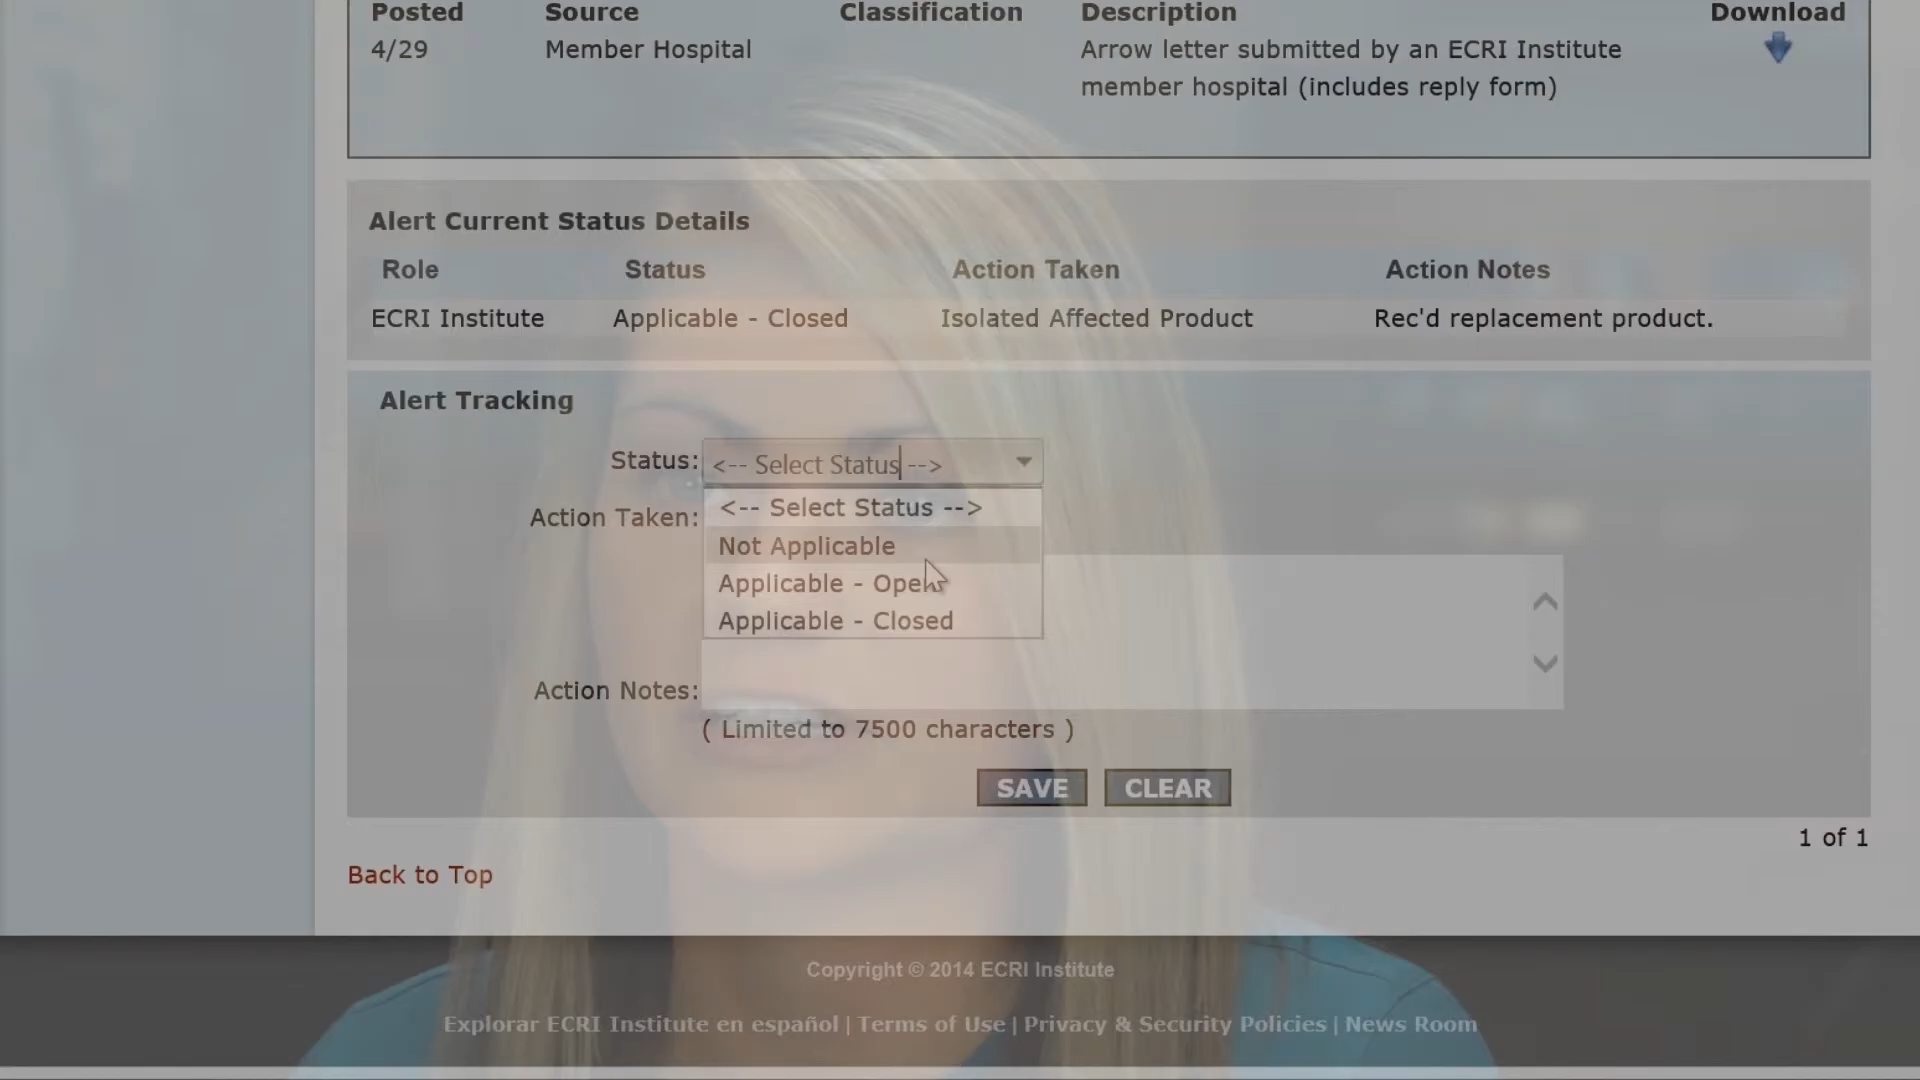 Posted Source Classification Description Download
4/29 Member Hospital Arrow letter submitted by an ECRI Institute
member hospital (includes reply form)
Alert Current Status Details
Role Status Action Taken Action Notes
ECRI Institute Applicable - Closed Isolated Affected Product Rec'd replacement product.
Alert Tracking
Status: <-- Select Status -->
<-- Select Status -->
Action Taken:
Not Applicable
Applicable - Open
Applicable - Closed
Action Notes:
( Limited to 7500 characters )
SAVE CLEAR
1 of 1
Back to Top
Copyright © 2014 ECRI Institute
Explorar ECRI Institute en español | Terms of Use | Privacy & Security Policies | News Room